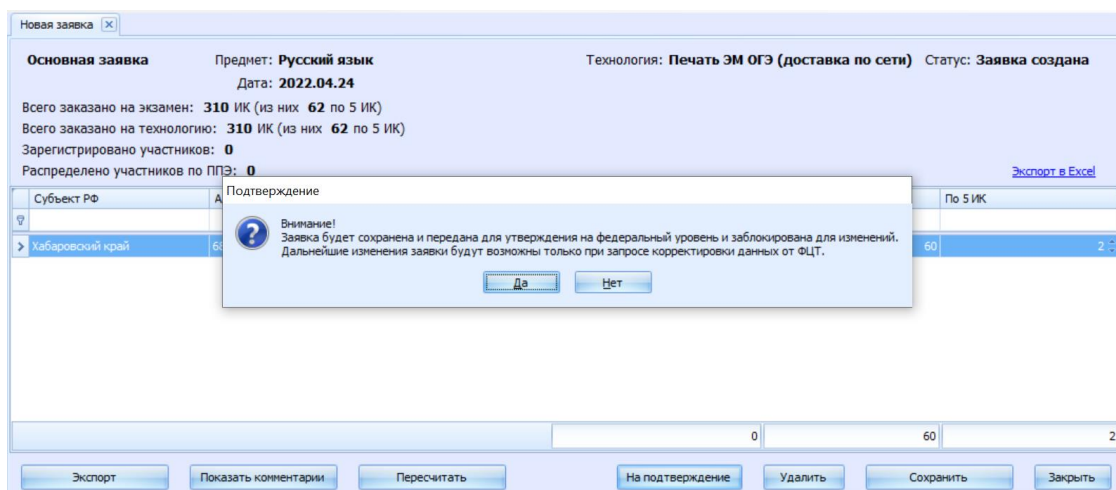 Новая заявка
Основная заявка Предмет: Русский язык Технология: Печать ЭМ ОГЭ (доставка по сети) Статус: Заявка создана
Дата: 2022.04.24
Всего заказано на экзамен: 310 ИК (из них 62 по 5 ИК)
Всего заказано на технологию: 310 ИК (из них 62 по 5 ИК)
Зарегистрировано участников: 0
Распределено участников по ППЭ: 0 Экспорт в Excel
Субъект РФ По 5 ИК
Подтверждение
Внимание!
Заявка будет сохранена и передана для утверждения на федеральный уровень и заблокирована для изменений.
Дальнейшие изменения заявки будут возможны только при запросе корректировки данных от ФЦТ.
Да Нет
Хабаровский край 60 2
0 60 2
Экспорт Показать комментарии Пересчитать На подтверждение Удалить Сохранить Закрыть